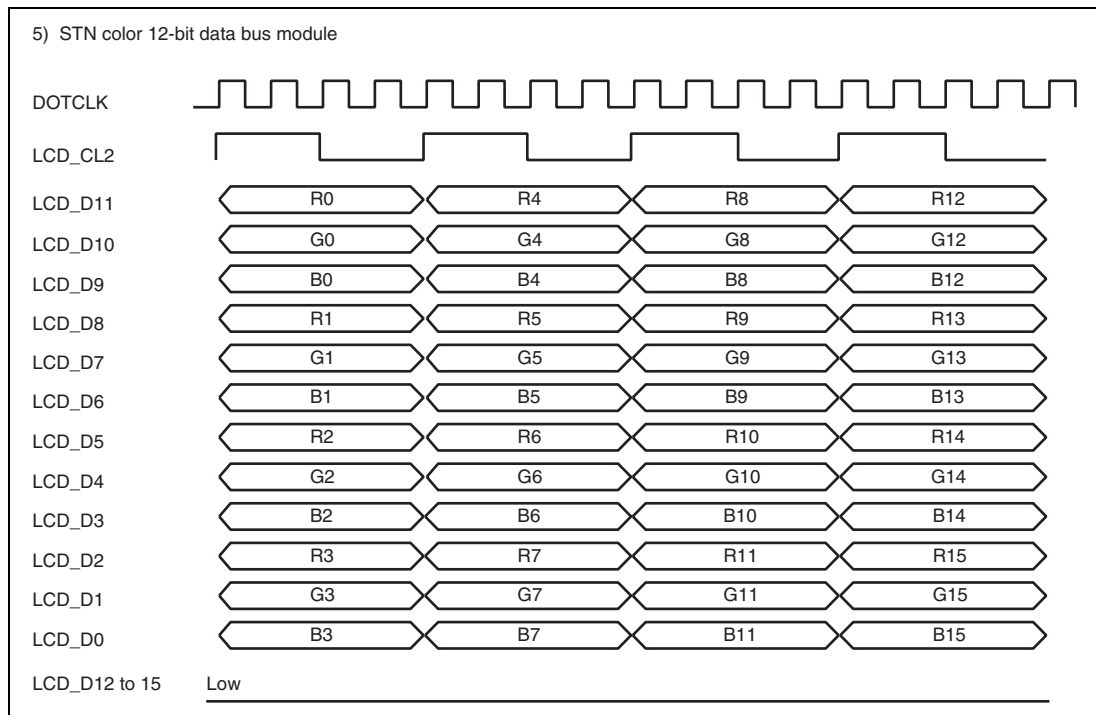 5) STN color 12-bit data bus module
DOTCLK
LCD_CL2
LCD_D11 R0 R4 R8 R12
LCD_D10 G0 G4 G8 G12
LCD_D9 B0 B4 B8 B12
LCD_D8 R1 R5 R9 R13
LCD_D7 G1 G5 G9 G13
LCD_D6 B1 B5 B9 B13
LCD_D5 R2 R6 R10 R14
LCD_D4 G2 G6 G10 G14
LCD_D3 B2 B6 B10 B14
LCD_D2 R3 R7 R11 R15
LCD_D1 G3 G7 G11 G15
LCD_D0 B3 B7 B11 B15
LCD_D12 to 15 Low